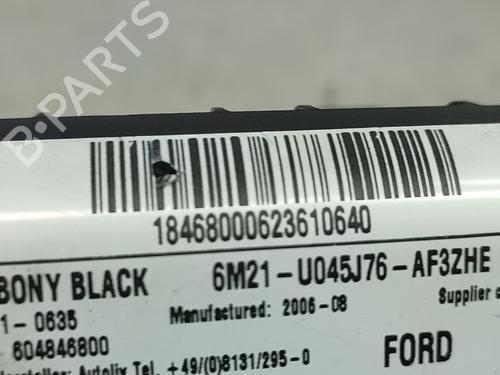 B-PARTS
18468000623610640
BONY BLACK 6M21-U045J76-AF3ZHE
1- 0635 Manufactured: 2006-08 Supplier
604846800 FORD
Autoliv Tel. +49/(0)8131/295-0